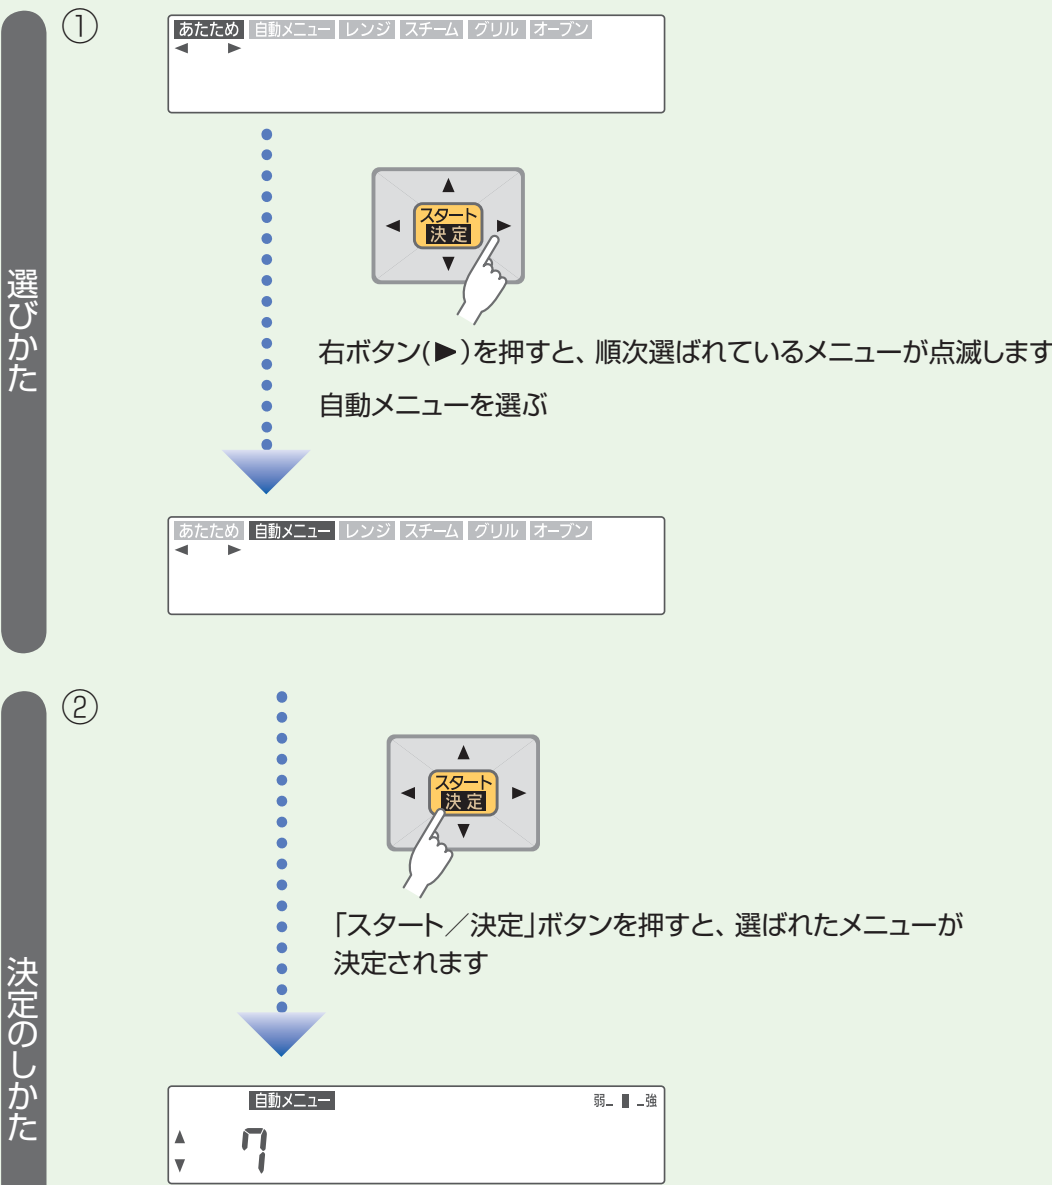 選びかた
①
あたため 自動メニュー レンジ スチーム グリル オーブン
◀ ▶
▲
◀ スタート ▶
決定
▼
右ボタン(▶)を押すと、順次選ばれているメニューが点滅します
自動メニューを選ぶ
あたため 自動メニュー レンジ スチーム グリル オーブン
◀ ▶
決定のしかた
②
▲
◀ スタート ▶
決定
▼
「スタート／決定」ボタンを押すと、選ばれたメニューが
決定されます
自動メニュー 弱_ ▮ _強
▲ 7
▼